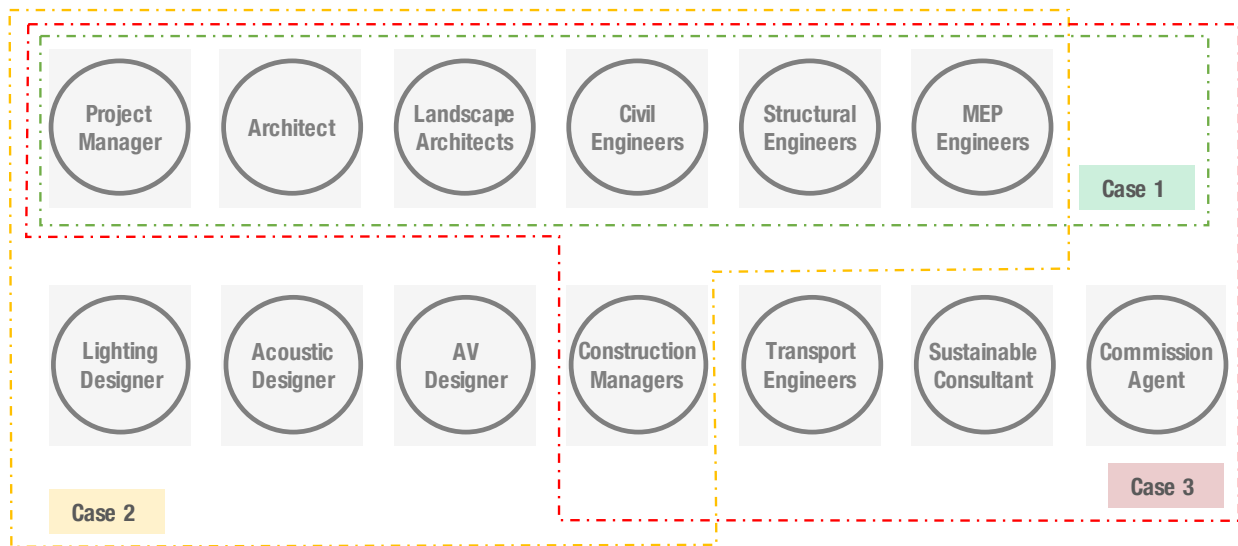 Project
Manager
Architect
Landscape
Architects
Civil
Engineers
Structural
Engineers
MEP
Engineers
Case 1
Lighting
Designer
Acoustic
Designer
AV
Designer
Construction
Managers
Transport
Engineers
Sustainable
Consultant
Commission
Agent
Case 2
Case 3